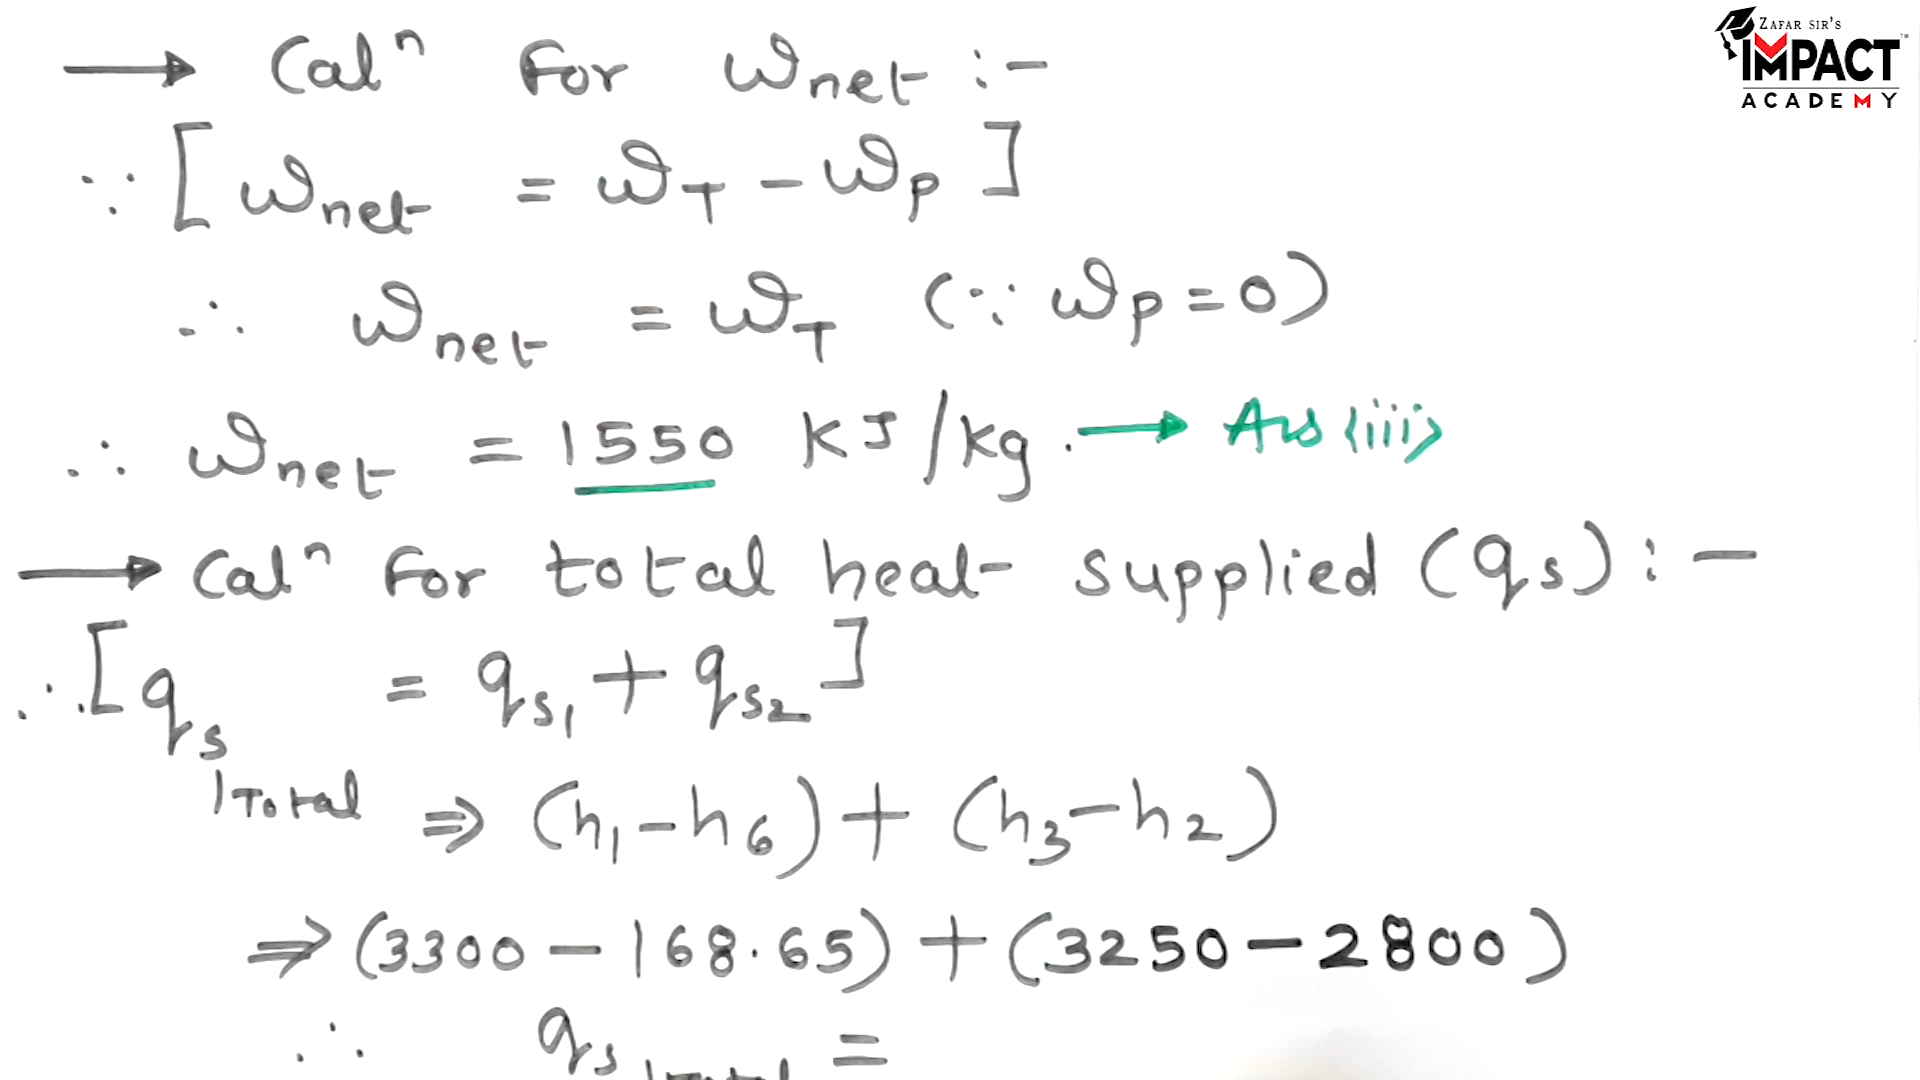 ZAFAR SIR'S
IMPACT™
ACADEMY
→ Calⁿ For Wnet :-
∵ [Wnet = WT - WP]
∴ Wnet = WT (∵ WP = 0)
∴ Wnet = 1550 KJ/kg. → Ans (iii)
→ Calⁿ For total heat supplied (qs) :-
∴ [qs|Total = qs1 + qs2]
⇒ (h1 - h6) + (h3 - h2)
⇒ (3300 - 168.65) + (3250 - 2800)
∴ qs|Total =